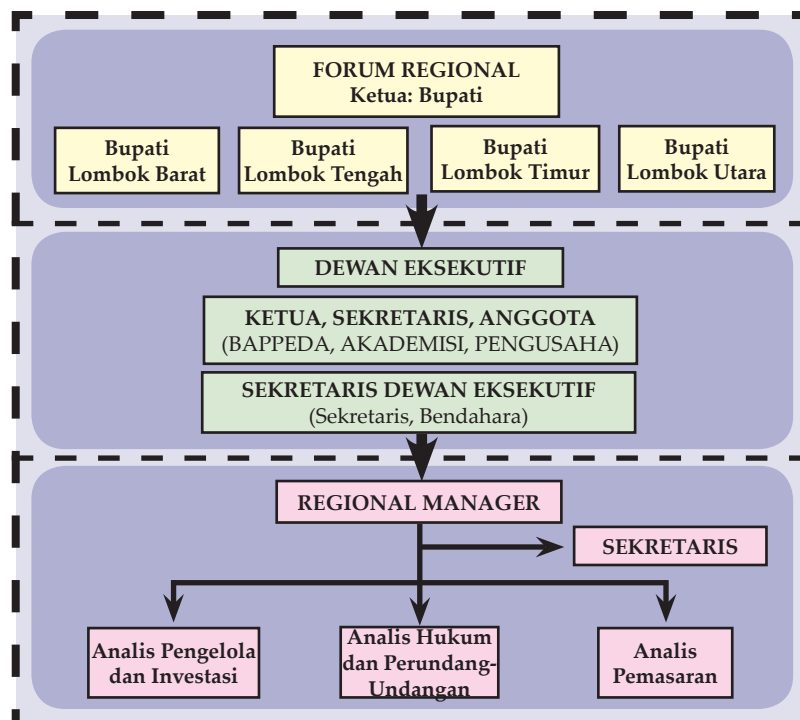 FORUM REGIONAL
Ketua: Bupati
Bupati
Lombok Barat
Bupati
Lombok Tengah
Bupati
Lombok Timur
Bupati
Lombok Utara
DEWAN EKSEKUTIF
KETUA, SEKRETARIS, ANGGOTA
(BAPPEDA, AKADEMISI, PENGUSAHA)
SEKRETARIS DEWAN EKSEKUTIF
(Sekretaris, Bendahara)
REGIONAL MANAGER
SEKRETARIS
Analis Pengelola
dan Investasi
Analis Hukum
dan Perundang-
Undangan
Analis
Pemasaran